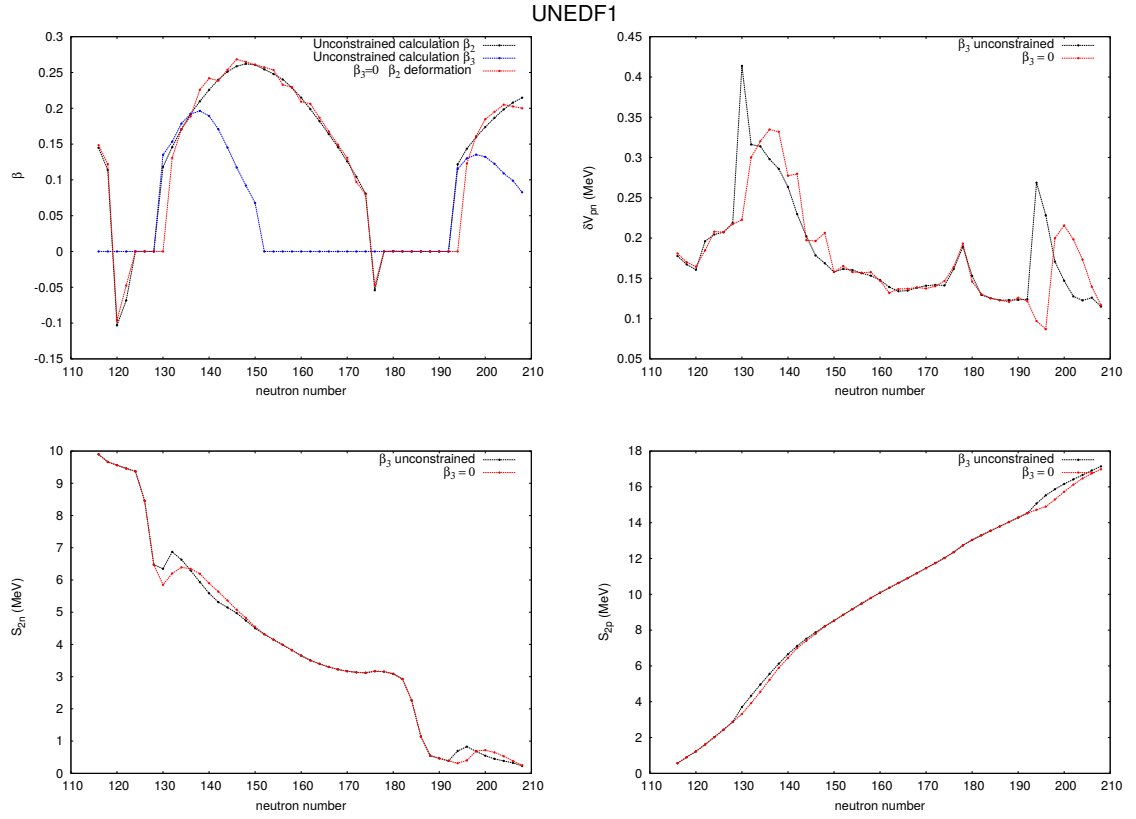 UNEDF1
Unconstrained calculation β₂
Unconstrained calculation β₃
β₃=0 β₂ deformation
0.3
0.25
0.2
0.15
0.1
0.05
0
-0.05
-0.1
-0.15
β
110 120 130 140 150 160 170 180 190 200 210
neutron number
β₃ unconstrained
β₃ = 0
0.45
0.4
0.35
0.3
0.25
0.2
0.15
0.1
0.05
δVₚₙ (MeV)
110 120 130 140 150 160 170 180 190 200 210
neutron number
β₃ unconstrained
β₃ = 0
10
9
8
7
6
5
4
3
2
1
0
S₂ₙ (MeV)
110 120 130 140 150 160 170 180 190 200 210
neutron number
β₃ unconstrained
β₃ = 0
18
16
14
12
10
8
6
4
2
0
S₂ₚ (MeV)
110 120 130 140 150 160 170 180 190 200 210
neutron number